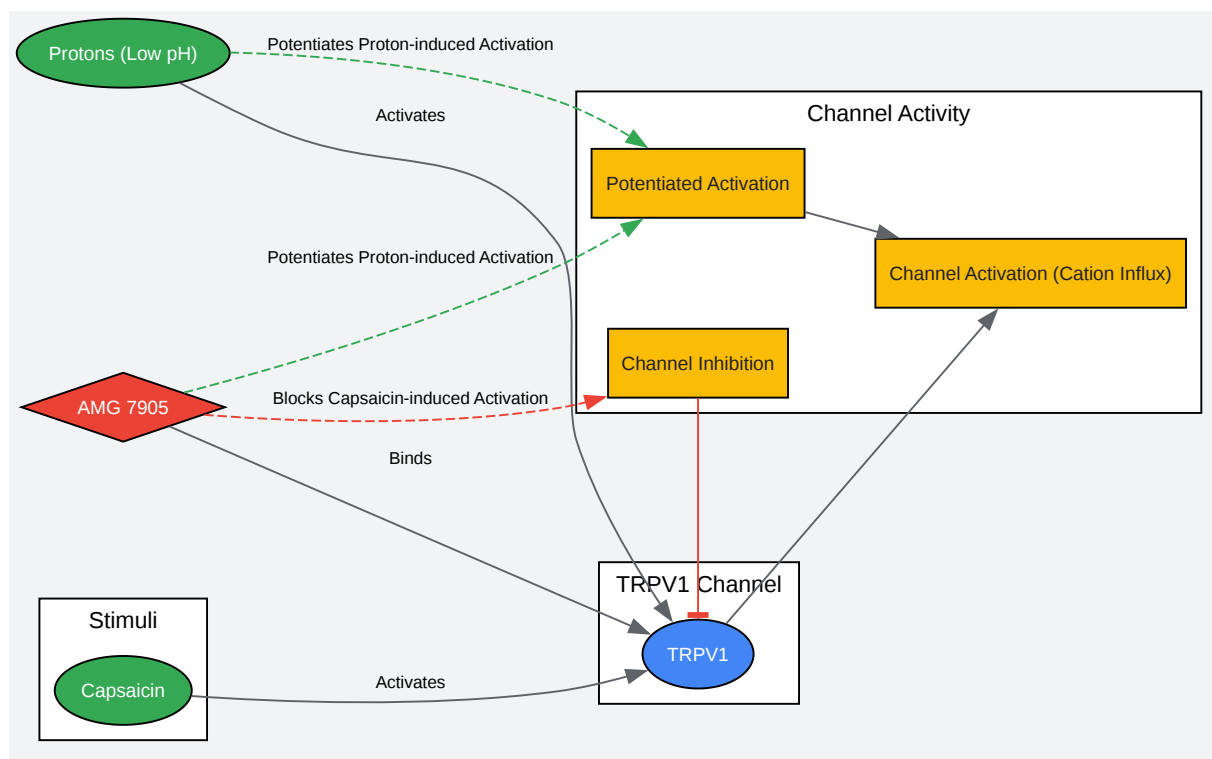 Protons (Low pH)
Potentiates Proton-induced Activation
Activates
Channel Activity
Potentiated Activation
Potentiates Proton-induced Activation
Channel Activation (Cation Influx)
Channel Inhibition
AMG 7905
Blocks Capsaicin-induced Activation
Binds
TRPV1 Channel
TRPV1
Stimuli
Capsaicin
Activates